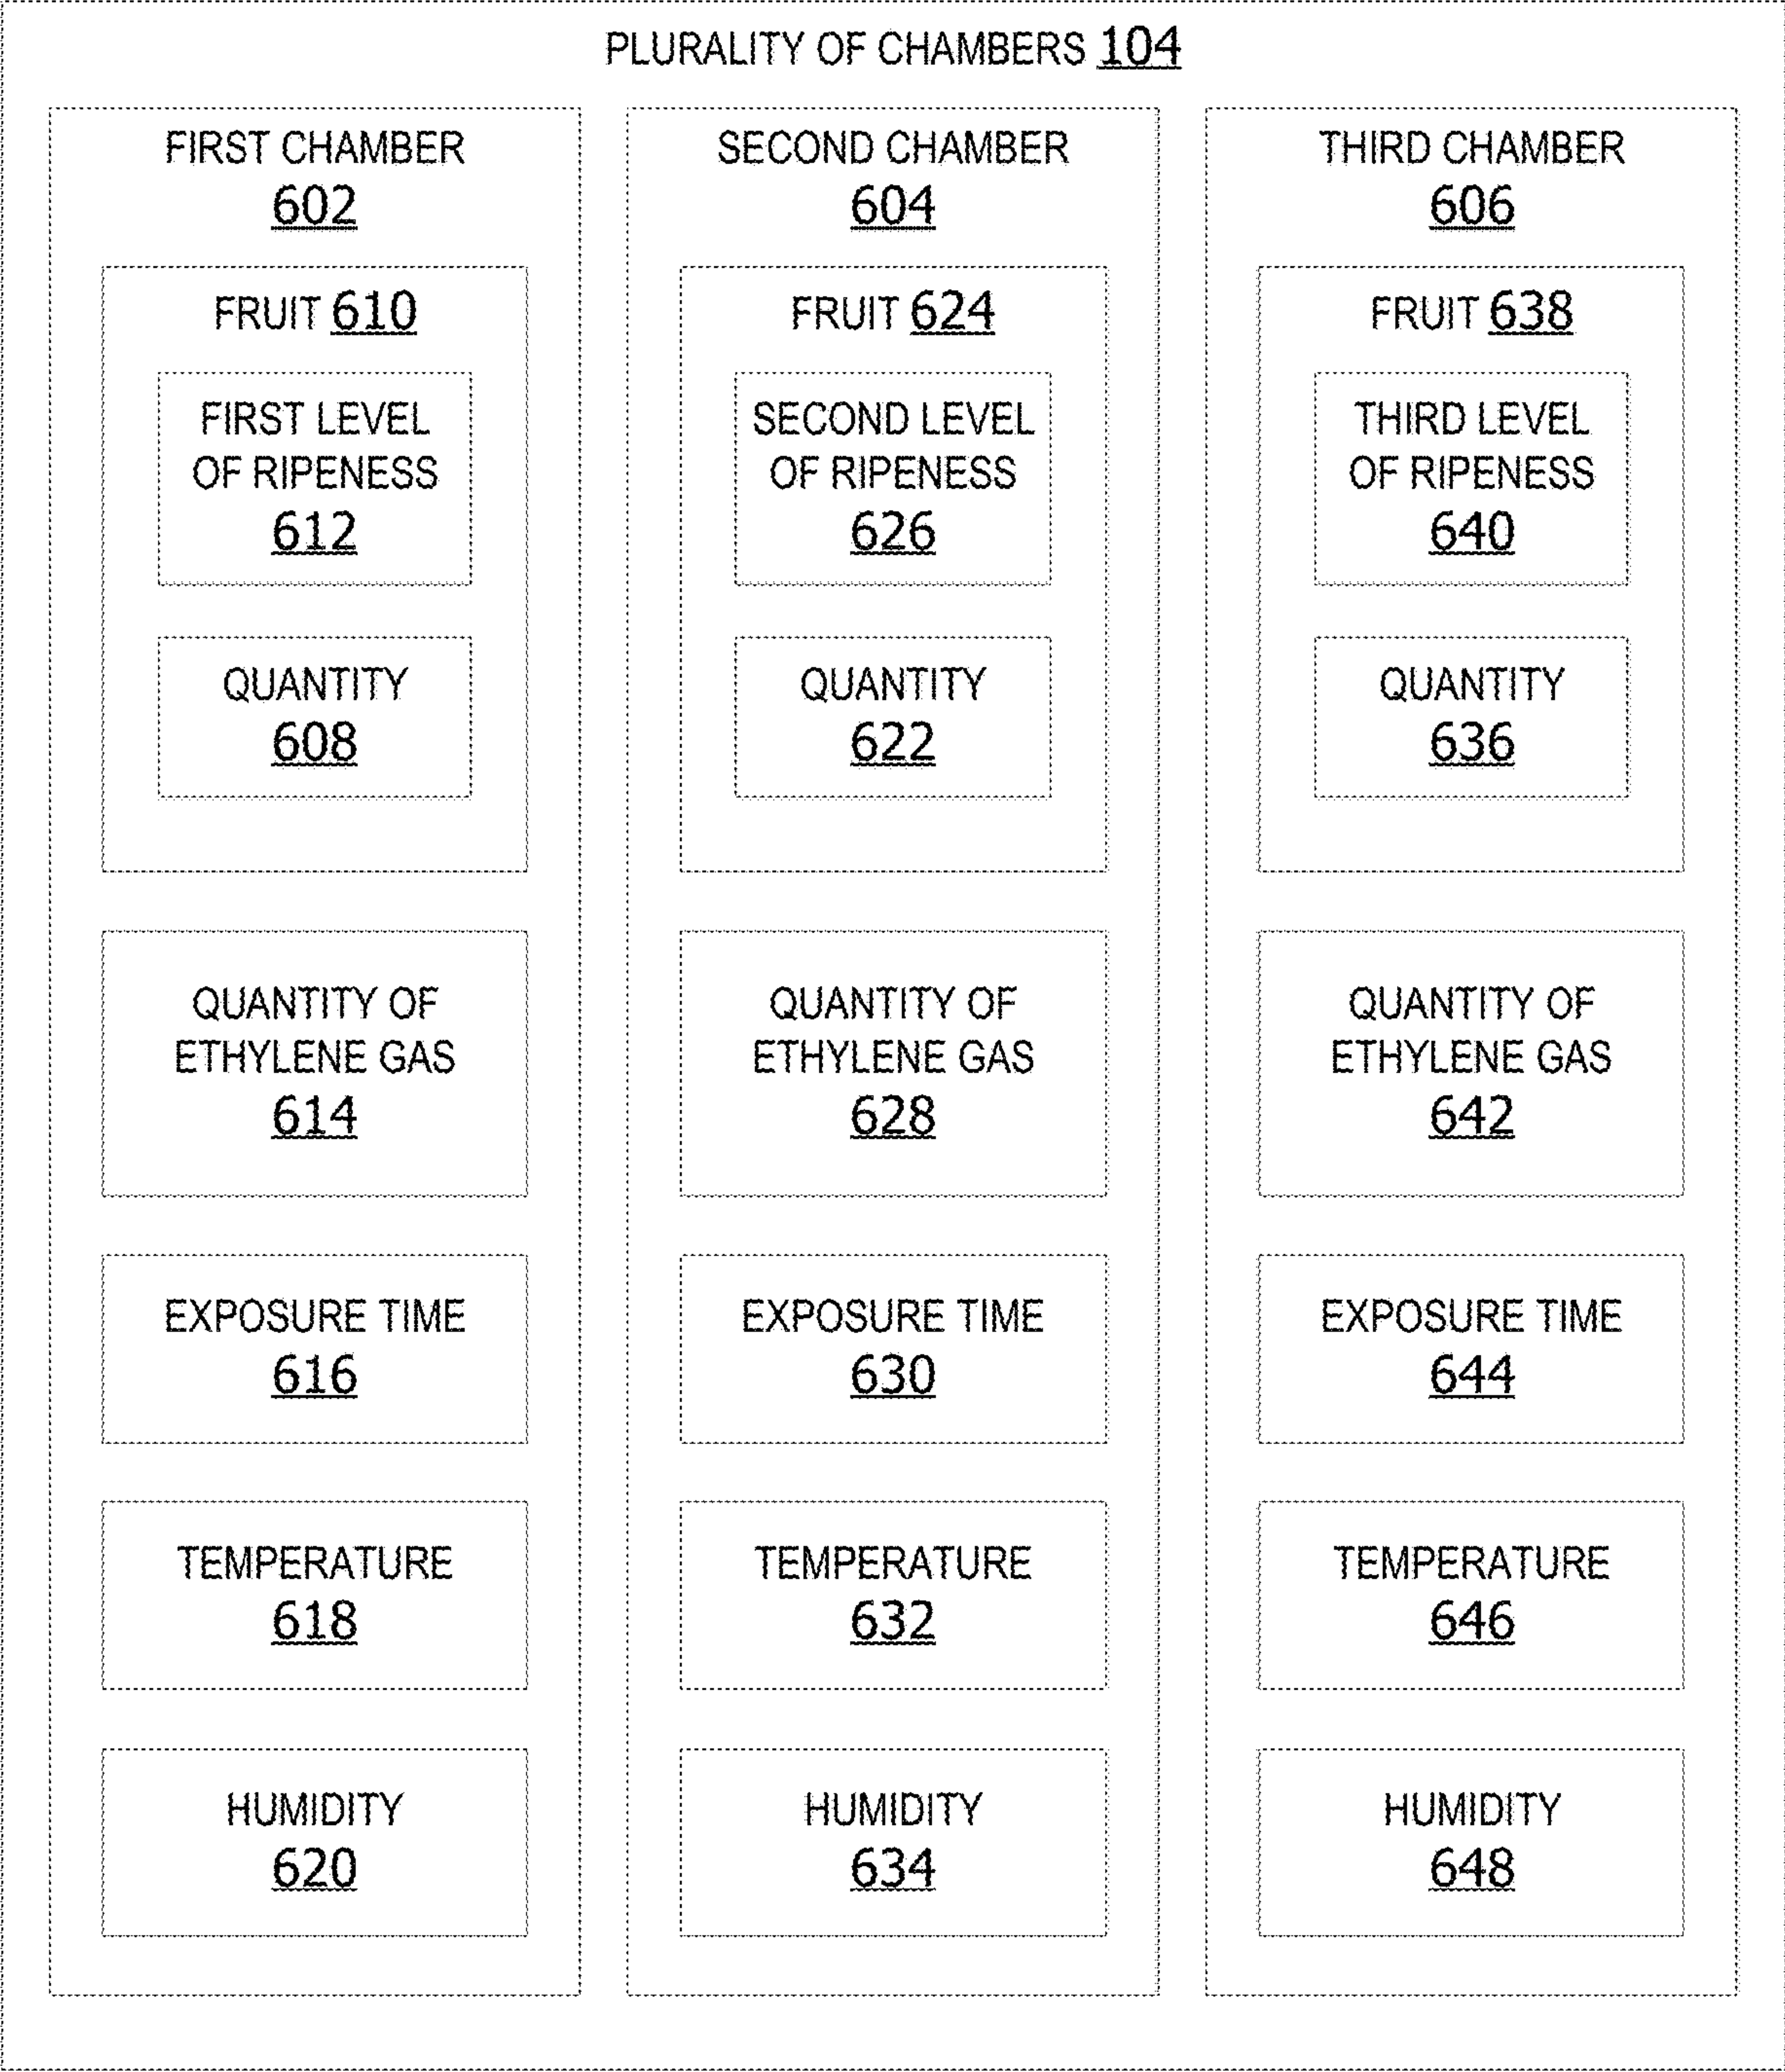 PLURALITY OF CHAMBERS 104
FIRST CHAMBER
602
FRUIT 610
FIRST LEVEL
OF RIPENESS
612
QUANTITY
608
QUANTITY OF
ETHYLENE GAS
614
EXPOSURE TIME
616
TEMPERATURE
618
HUMIDITY
620
SECOND CHAMBER
604
FRUIT 624
SECOND LEVEL
OF RIPENESS
626
QUANTITY
622
QUANTITY OF
ETHYLENE GAS
628
EXPOSURE TIME
630
TEMPERATURE
632
HUMIDITY
634
THIRD CHAMBER
606
FRUIT 638
THIRD LEVEL
OF RIPENESS
640
QUANTITY
636
QUANTITY OF
ETHYLENE GAS
642
EXPOSURE TIME
644
TEMPERATURE
646
HUMIDITY
648